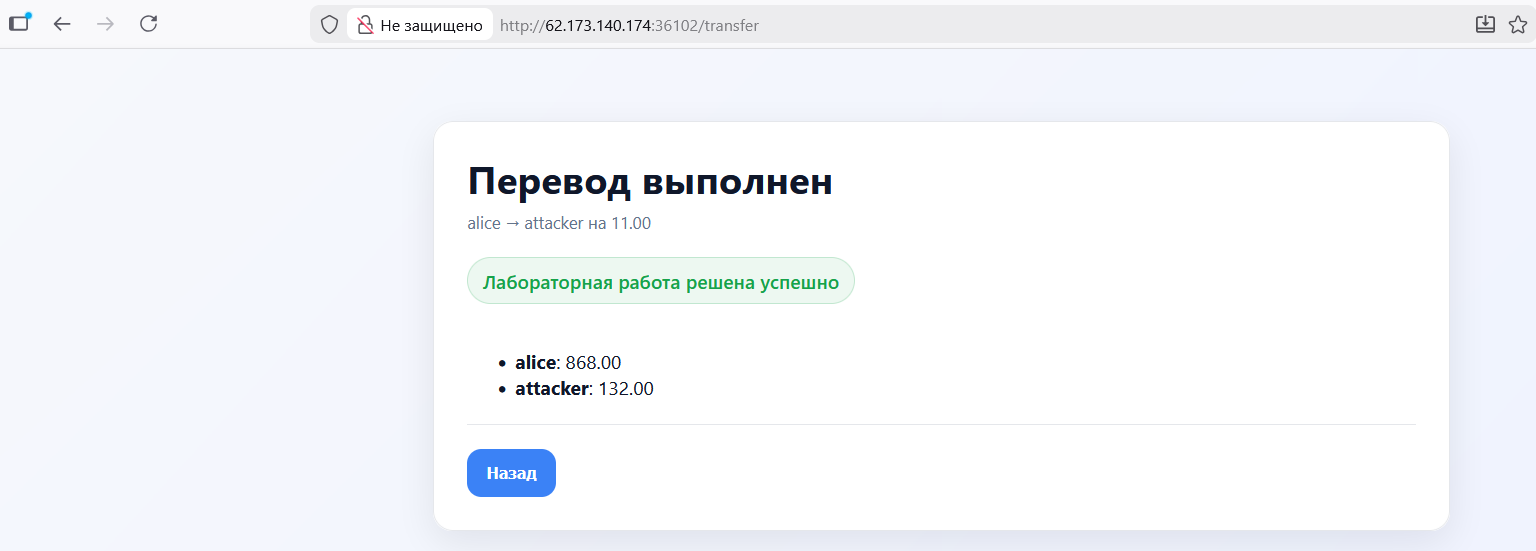 Не защищено http://62.173.140.174:36102/transfer
Перевод выполнен
alice → attacker на 11.00
Лабораторная работа решена успешно
• alice: 868.00
• attacker: 132.00
Назад